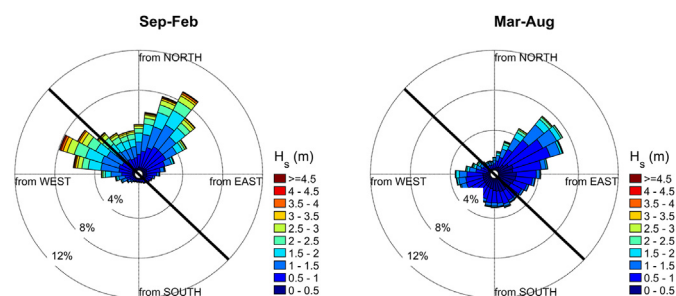 Sep-Feb
from NORTH
from WEST
from EAST
from SOUTH
4%
8%
12%
Hs (m)
>=4.5
4 - 4.5
3.5 - 4
3 - 3.5
2.5 - 3
2 - 2.5
1.5 - 2
1 - 1.5
0.5 - 1
0 - 0.5
Mar-Aug
from NORTH
from WEST
from EAST
from SOUTH
4%
8%
12%
Hs (m)
>=4.5
4 - 4.5
3.5 - 4
3 - 3.5
2.5 - 3
2 - 2.5
1.5 - 2
1 - 1.5
0.5 - 1
0 - 0.5